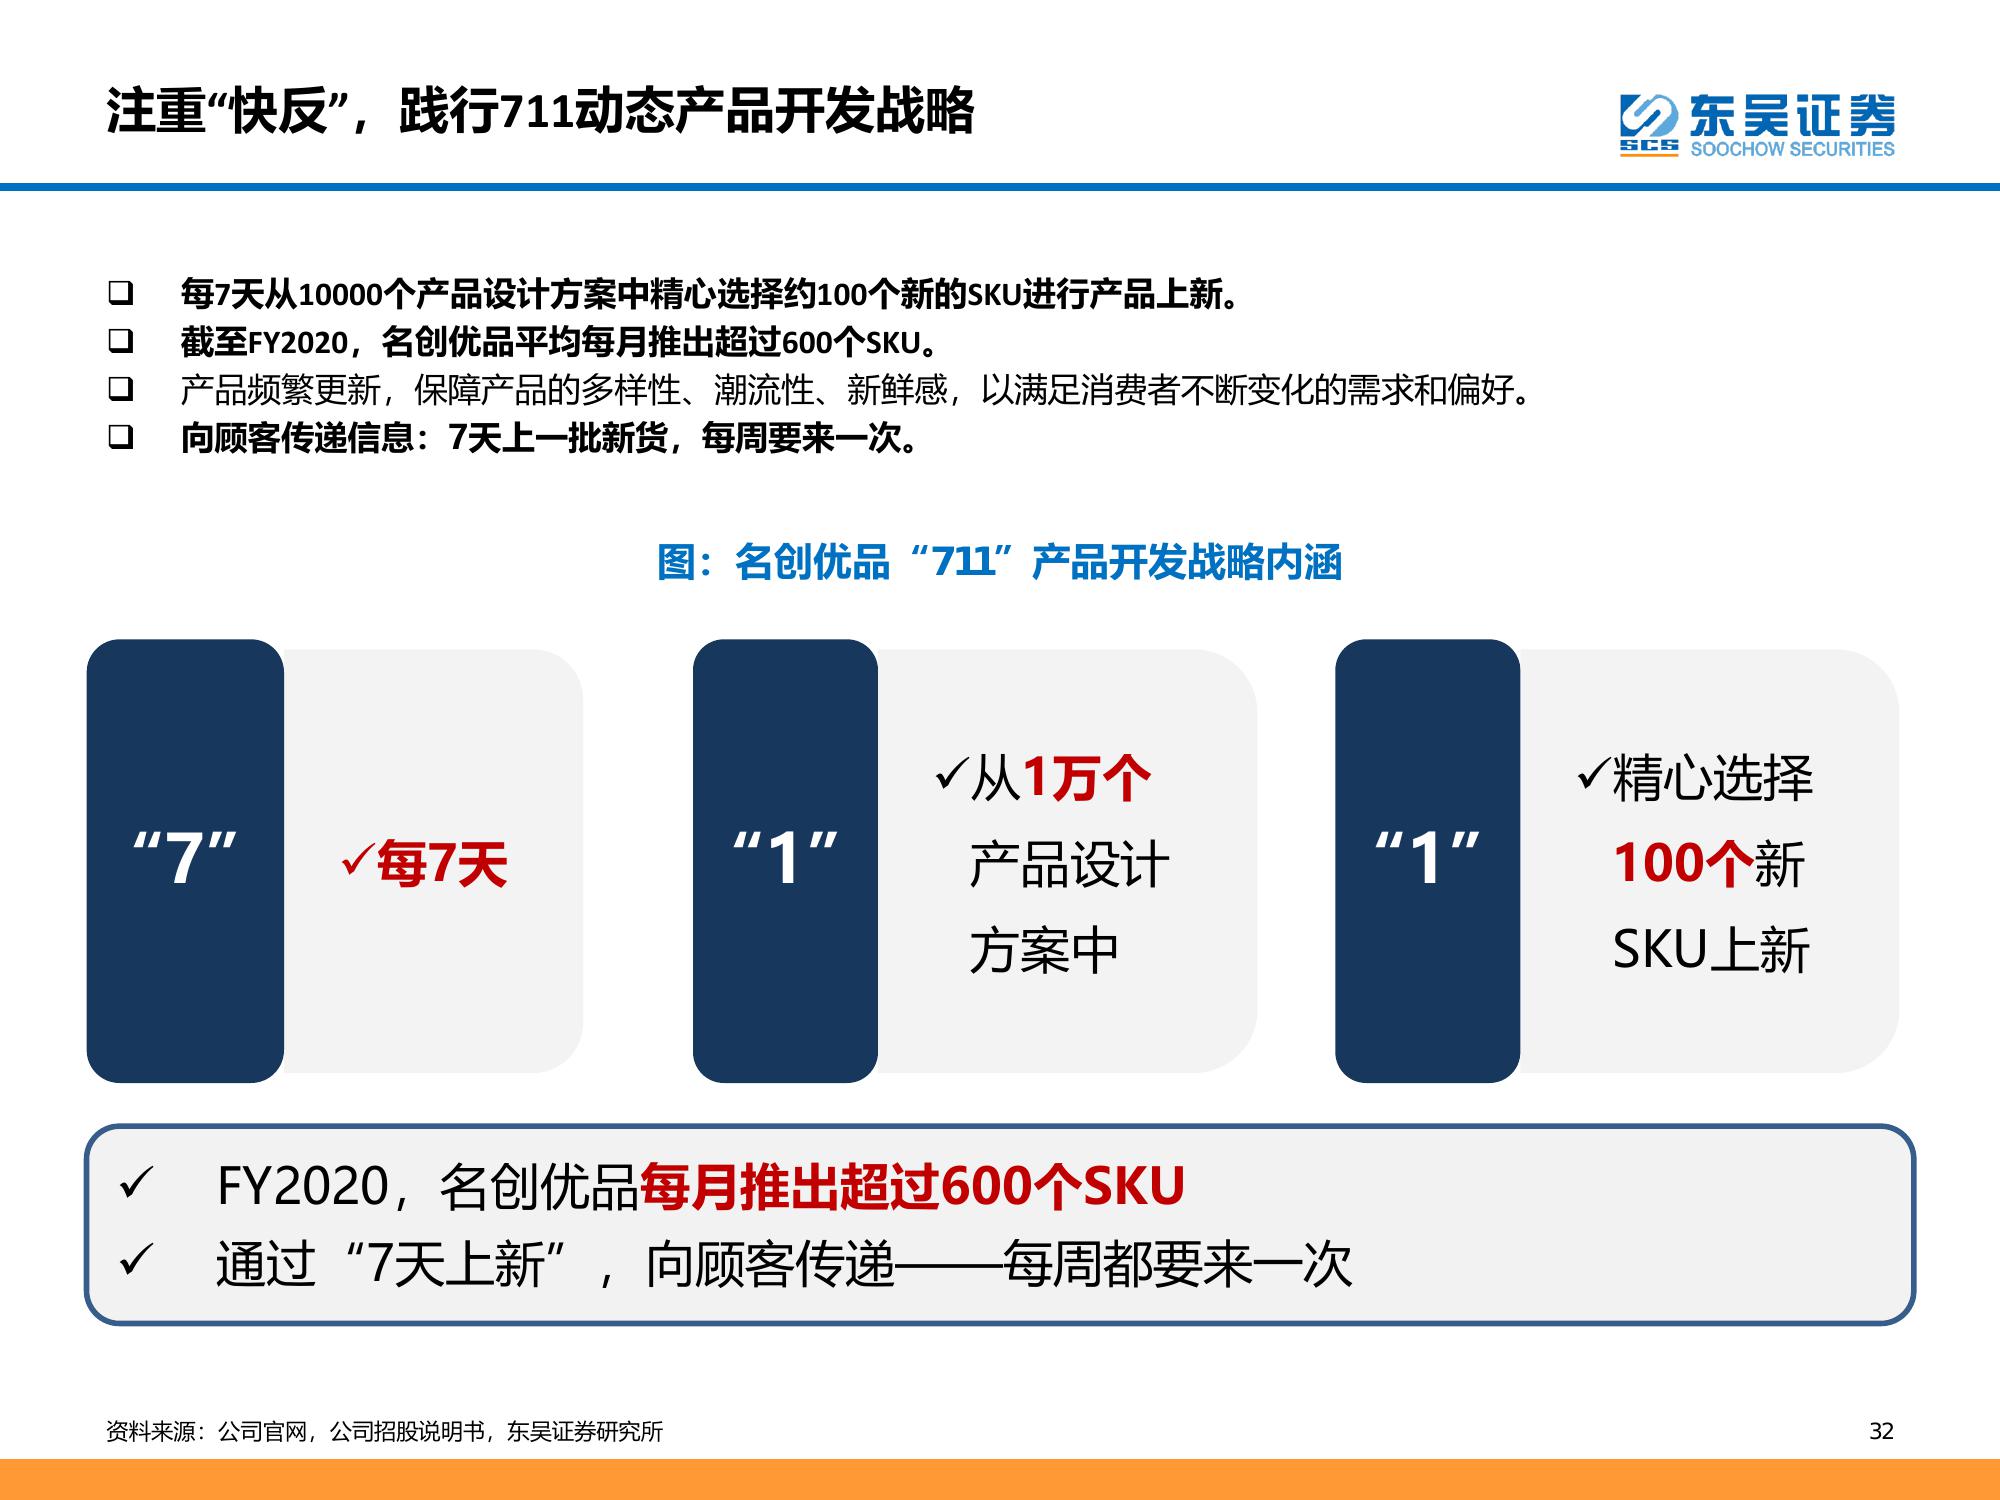 注重“快反”，践行711动态产品开发战略
SCS
东吴证券
SOOCHOW SECURITIES
每7天从10000个产品设计方案中精心选择约100个新的SKU进行产品上新。
截至FY2020，名创优品平均每月推出超过600个SKU。
产品频繁更新，保障产品的多样性、潮流性、新鲜感，以满足消费者不断变化的需求和偏好。
向顾客传递信息：7天上一批新货，每周要来一次。
图：名创优品“711”产品开发战略内涵
“7”
✓每7天
“1”
✓从1万个
产品设计
方案中
“1”
✓精心选择
100个新
SKU上新
✓ FY2020，名创优品每月推出超过600个SKU
✓ 通过“7天上新”，向顾客传递——每周都要来一次
资料来源：公司官网，公司招股说明书，东吴证券研究所
32